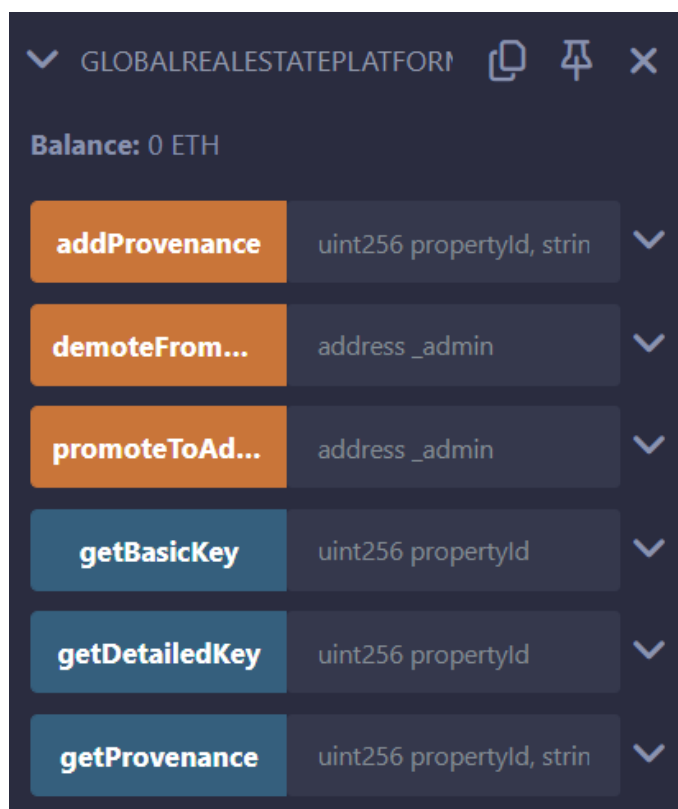 GLOBALREALESTATEPLATFORM
Balance: 0 ETH
addProvenance uint256 propertyId, strin
demoteFrom... address _admin
promoteToAd... address _admin
getBasicKey uint256 propertyId
getDetailedKey uint256 propertyId
getProvenance uint256 propertyId, strin